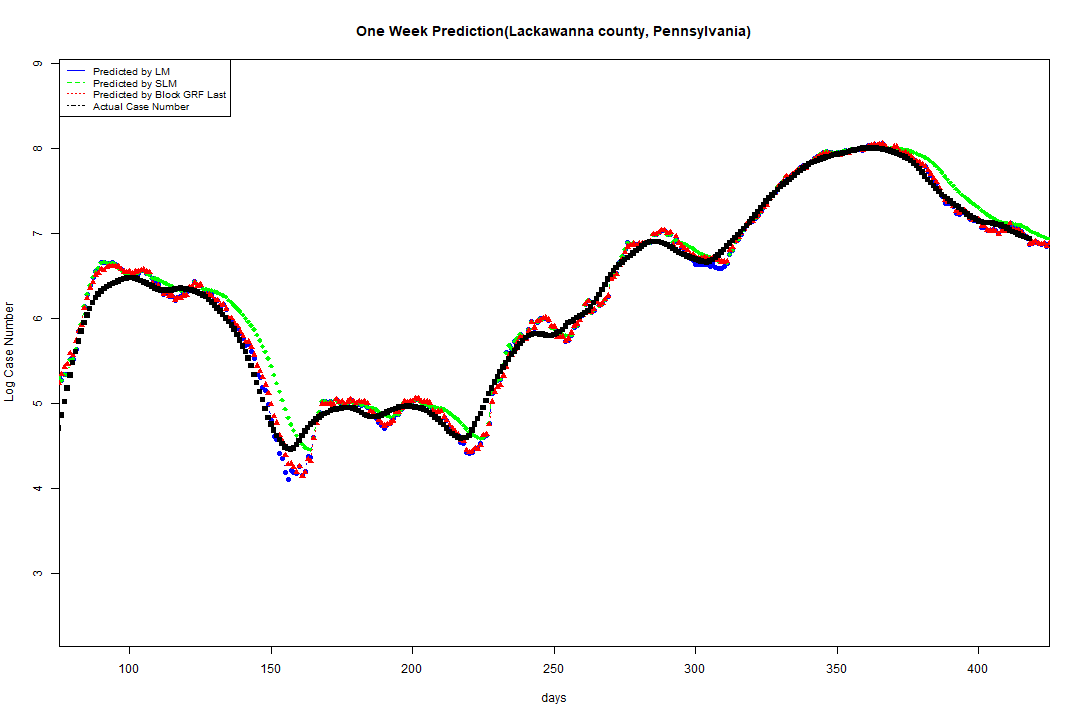 One Week Prediction(Lackawanna county, Pennsylvania)
Predicted by LM
Predicted by SLM
Predicted by Block GRF Last
Actual Case Number
9
8
7
6
5
4
3
Log Case Number
100 150 200 250 300 350 400
days